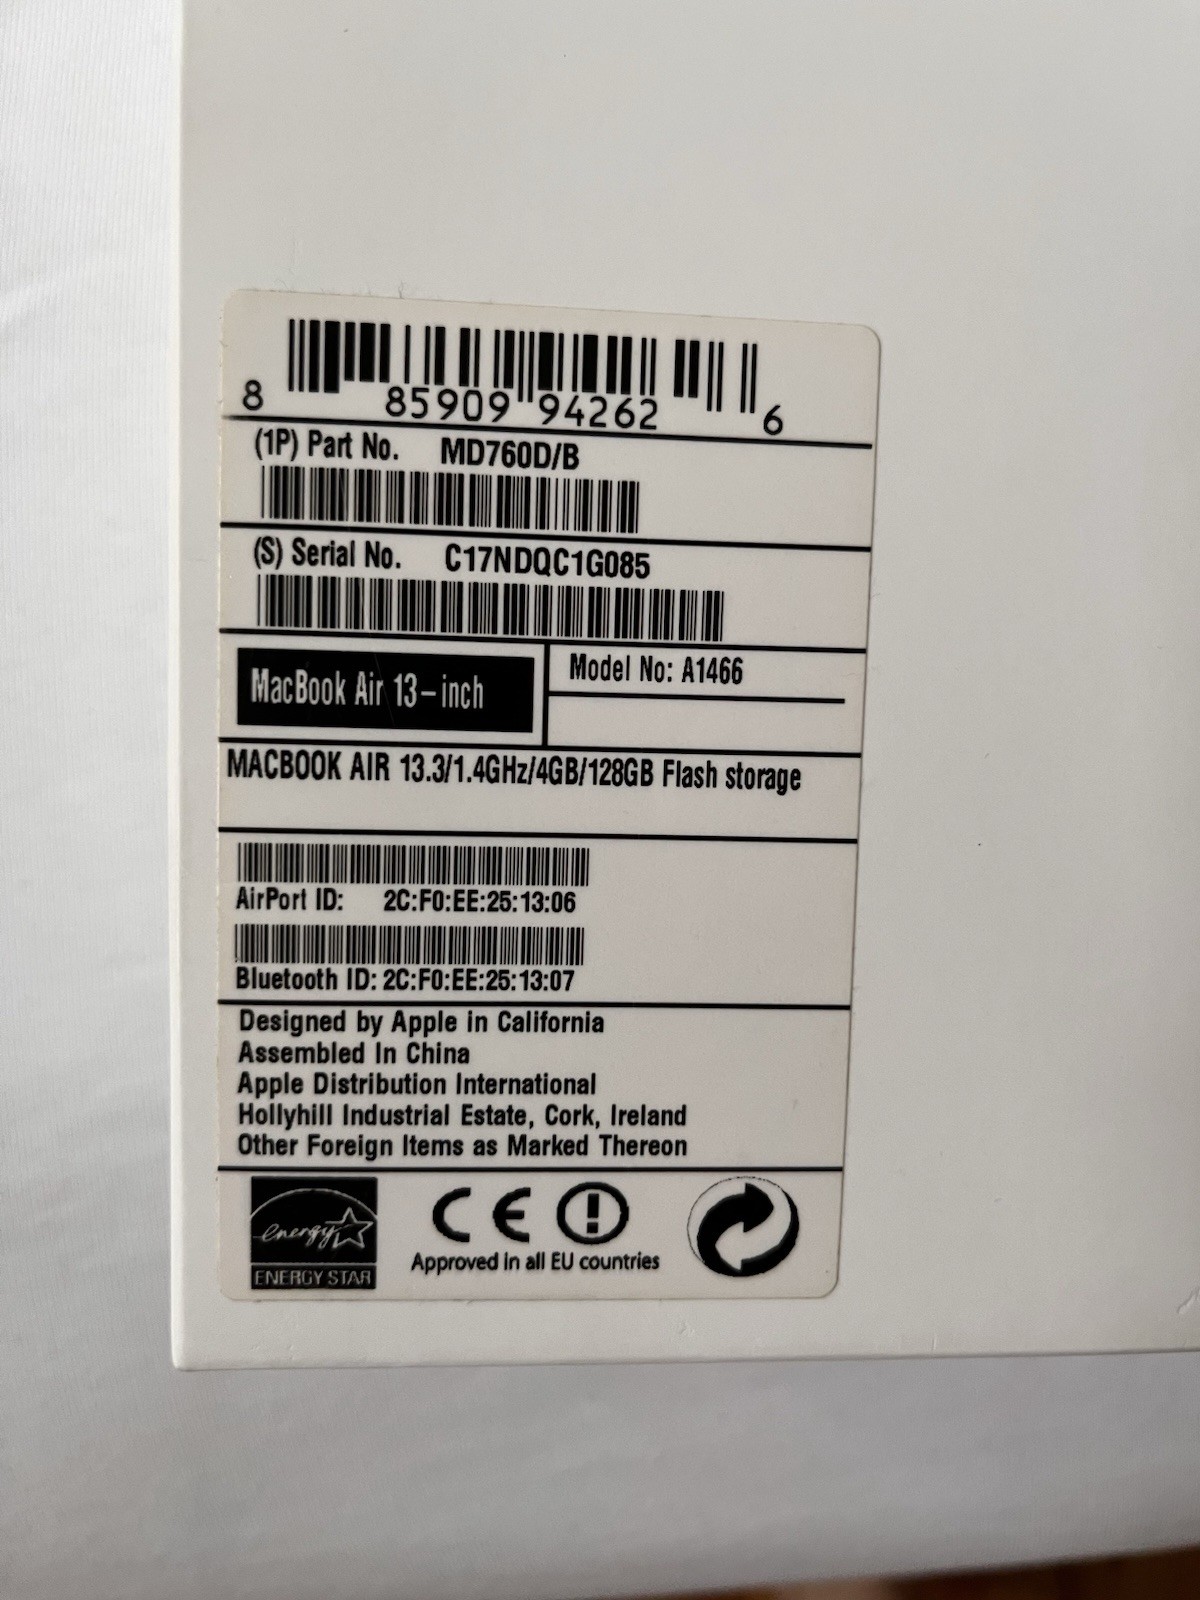 8 85909 94262 6
(1P) Part No. MD760D/B
(S) Serial No. C17NDQC1G085
MacBook Air 13-inch
Model No: A1466
MACBOOK AIR 13.3/1.4GHz/4GB/128GB Flash storage
AirPort ID: 2C:F0:EE:25:13:06
Bluetooth ID: 2C:F0:EE:25:13:07
Designed by Apple in California
Assembled In China
Apple Distribution International
Hollyhill Industrial Estate, Cork, Ireland
Other Foreign Items as Marked Thereon
energy
ENERGY STAR
CE
Approved in all EU countries